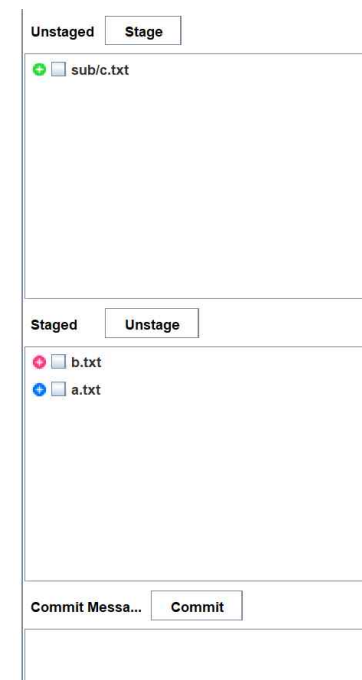 Unstaged Stage
sub/c.txt
Staged Unstage
b.txt
a.txt
Commit Messa... Commit